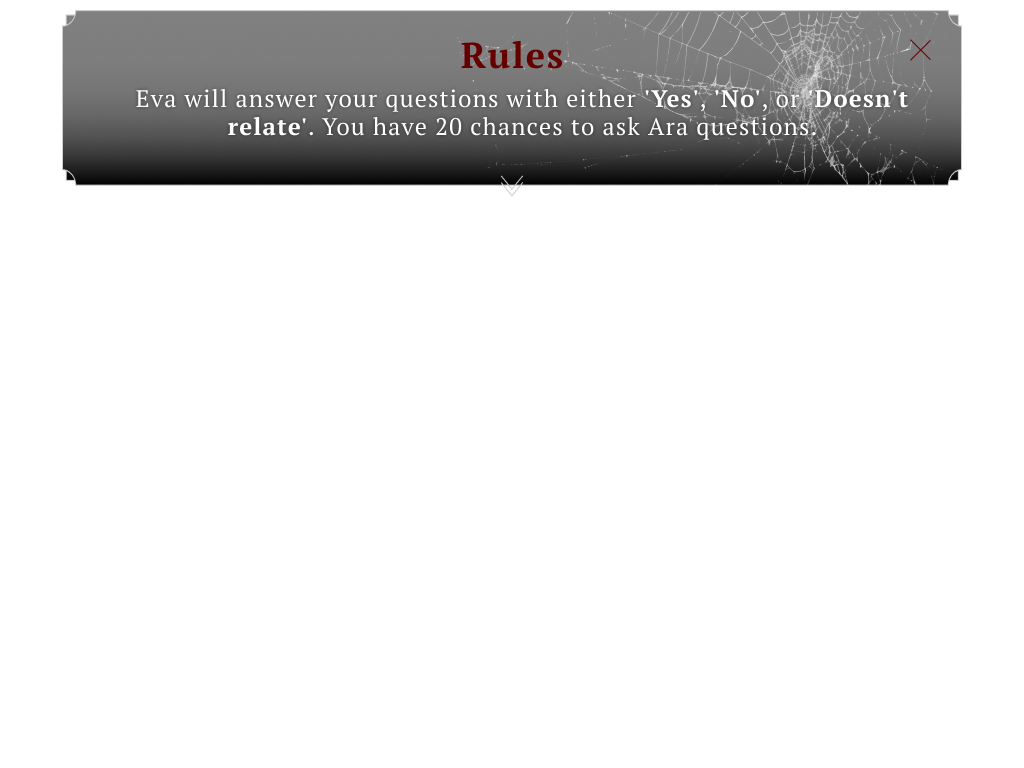 Rules
Eva will answer your questions with either 'Yes', 'No', or 'Doesn't
relate'. You have 20 chances to ask Ara questions.